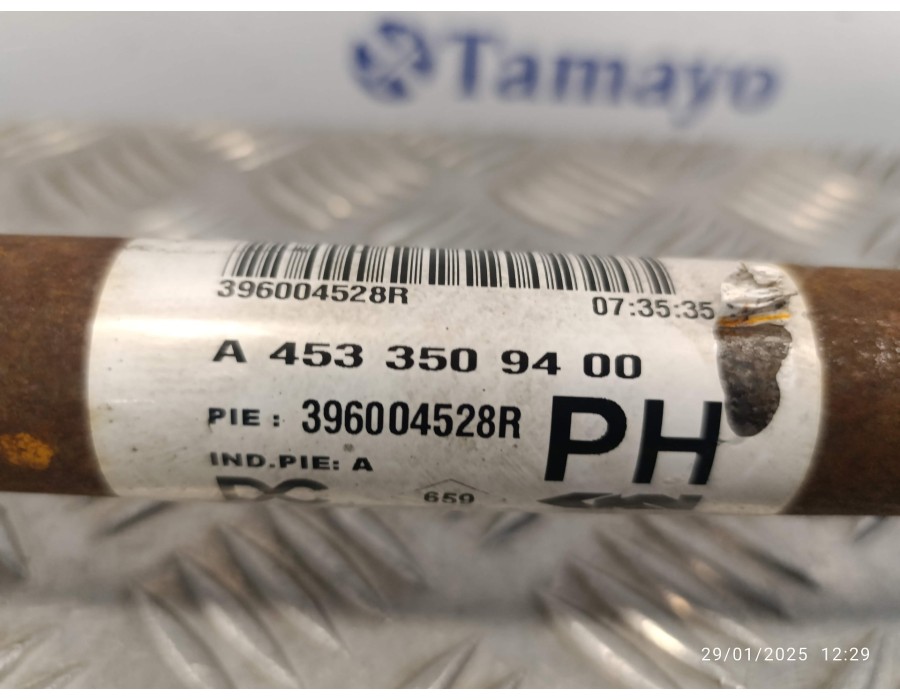 Tamayo
396004528R 07:35:35
A 453 350 94 00
PIE: 396004528R
PH
IND.PIE: A
DC 659 GKN
29/01/2025 12:29